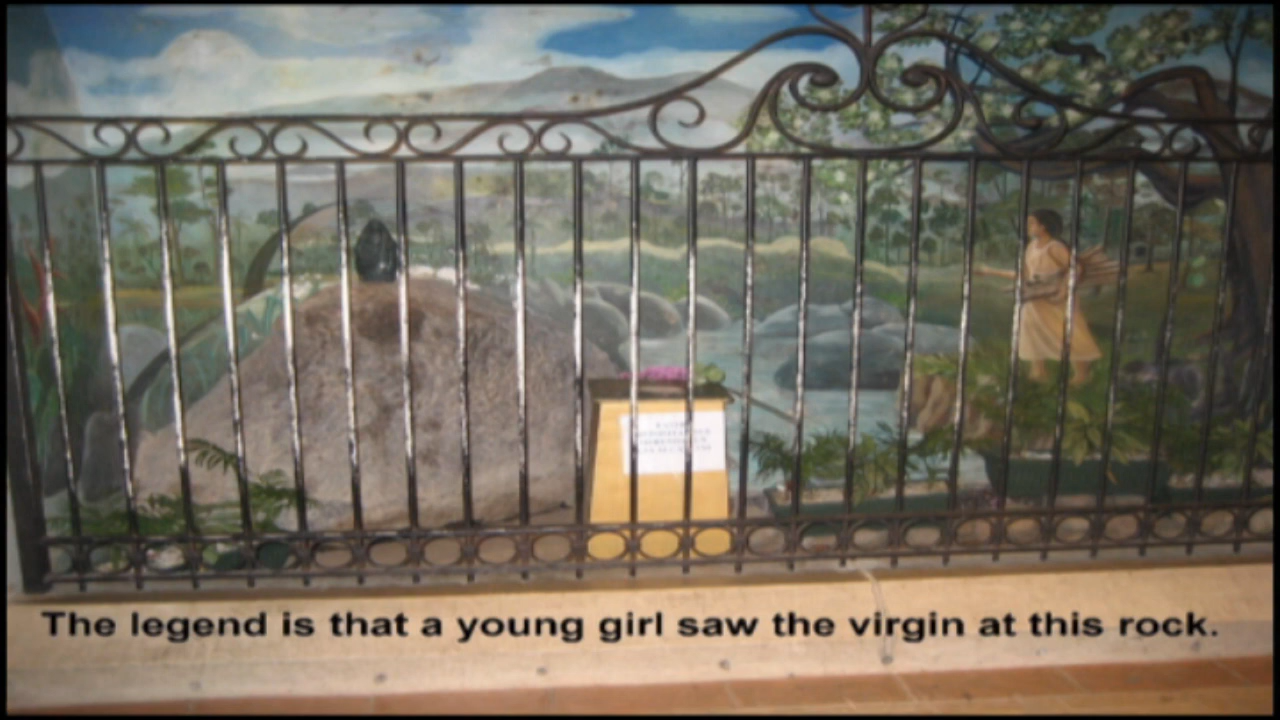 The legend is that a young girl saw the virgin at this rock.